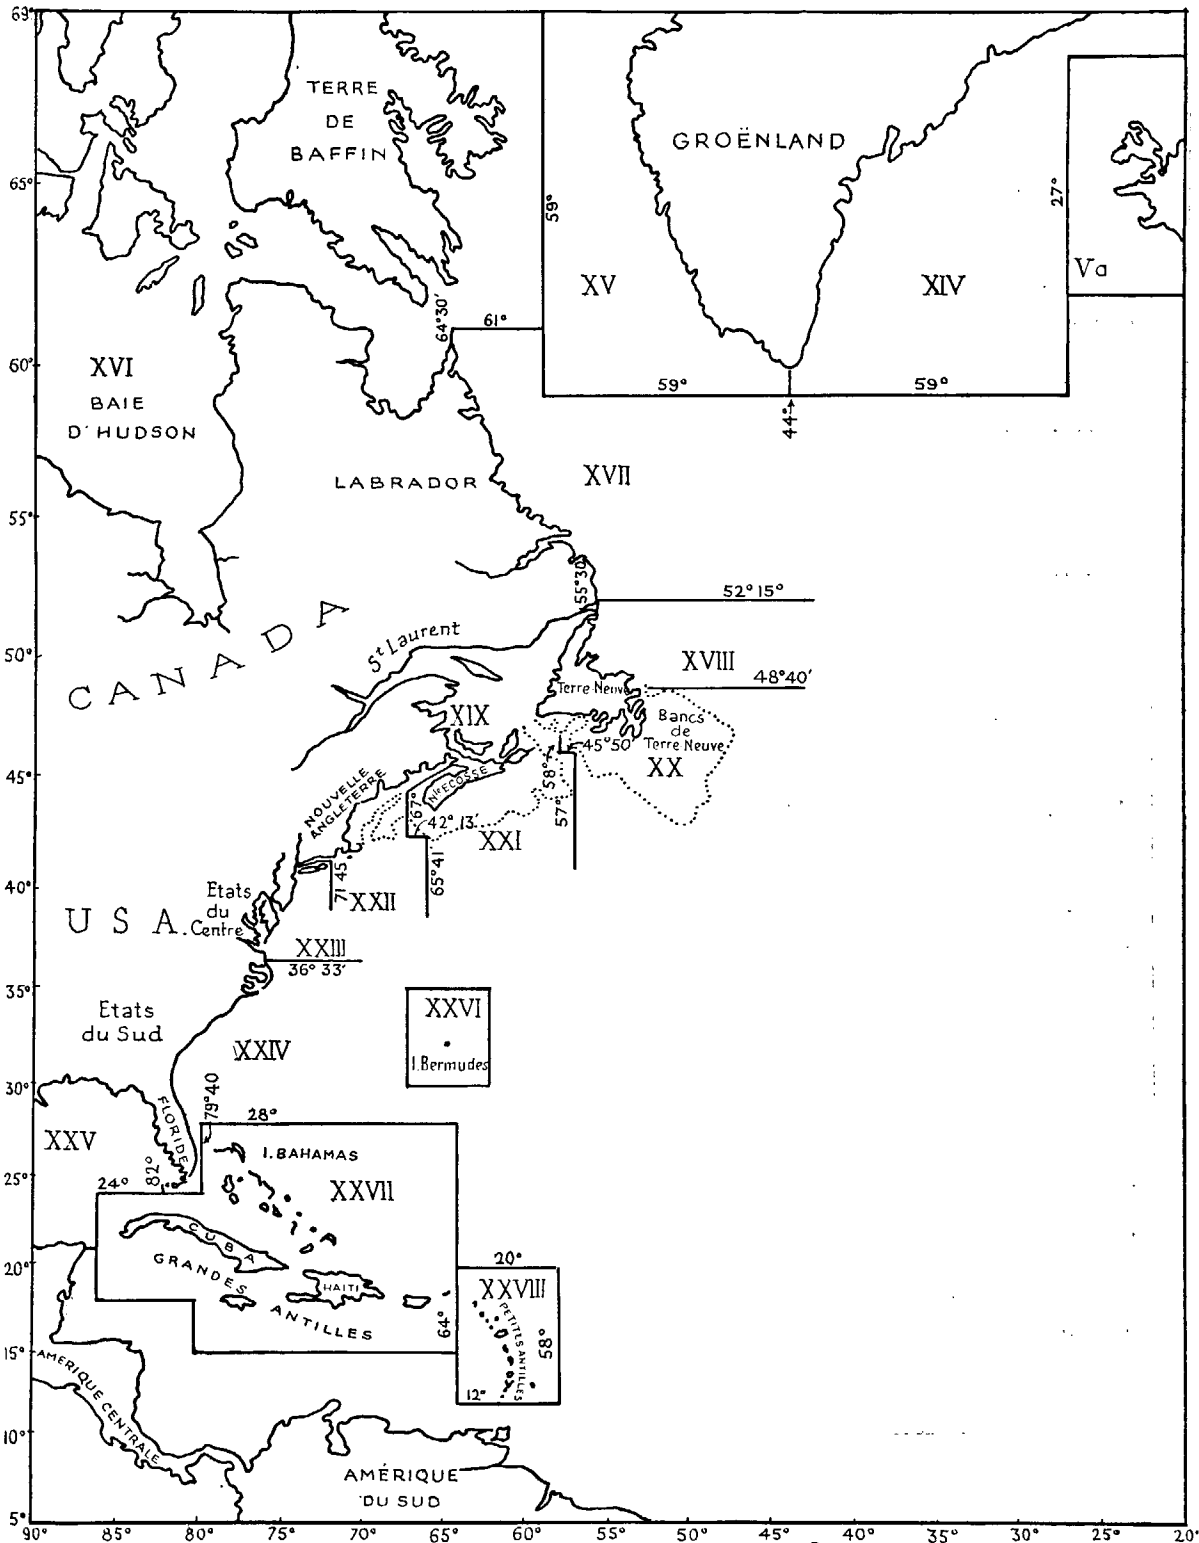 69°
TERRE
DE
BAFFIN
GROËNLAND
65°
59°
27°
XV
XIV
Va
64°30'
61°
60°
XVI
BAIE
D'HUDSON
59°
59°
44°
XVII
LABRADOR
55°
55°30'
52°15°
CANADA
St Laurent
50°
XVIII
48°40'
Terre-Neuve
XIX
Bancs
de
Terre Neuve
45°50'
XX
45°
58°
57°
NOUVELLE
ANGLETERRE
Nlle ECOSSE
67°
42° 13'
XXI
65°41
71 45'
40°
Etats
du
Centre
XXII
U S A.
XXIII
36° 33'
35°
Etats
du Sud
XXVI
I.Bermudes
XXIV
30°
79°40
28°
FLORIDE
XXV
I.BAHAMAS
82°
25°
24°
XXVII
CUBA
20°
GRANDES
ANTILLES
HAITI
20°
XXVIII
PETITES ANTILLES
64°
58°
15°
12°
AMERIQUE CENTRALE
10°
AMÉRIQUE
DU SUD
5°
90° 85° 80° 75° 70° 65° 60° 55° 50° 45° 40° 35° 30° 25° 20°